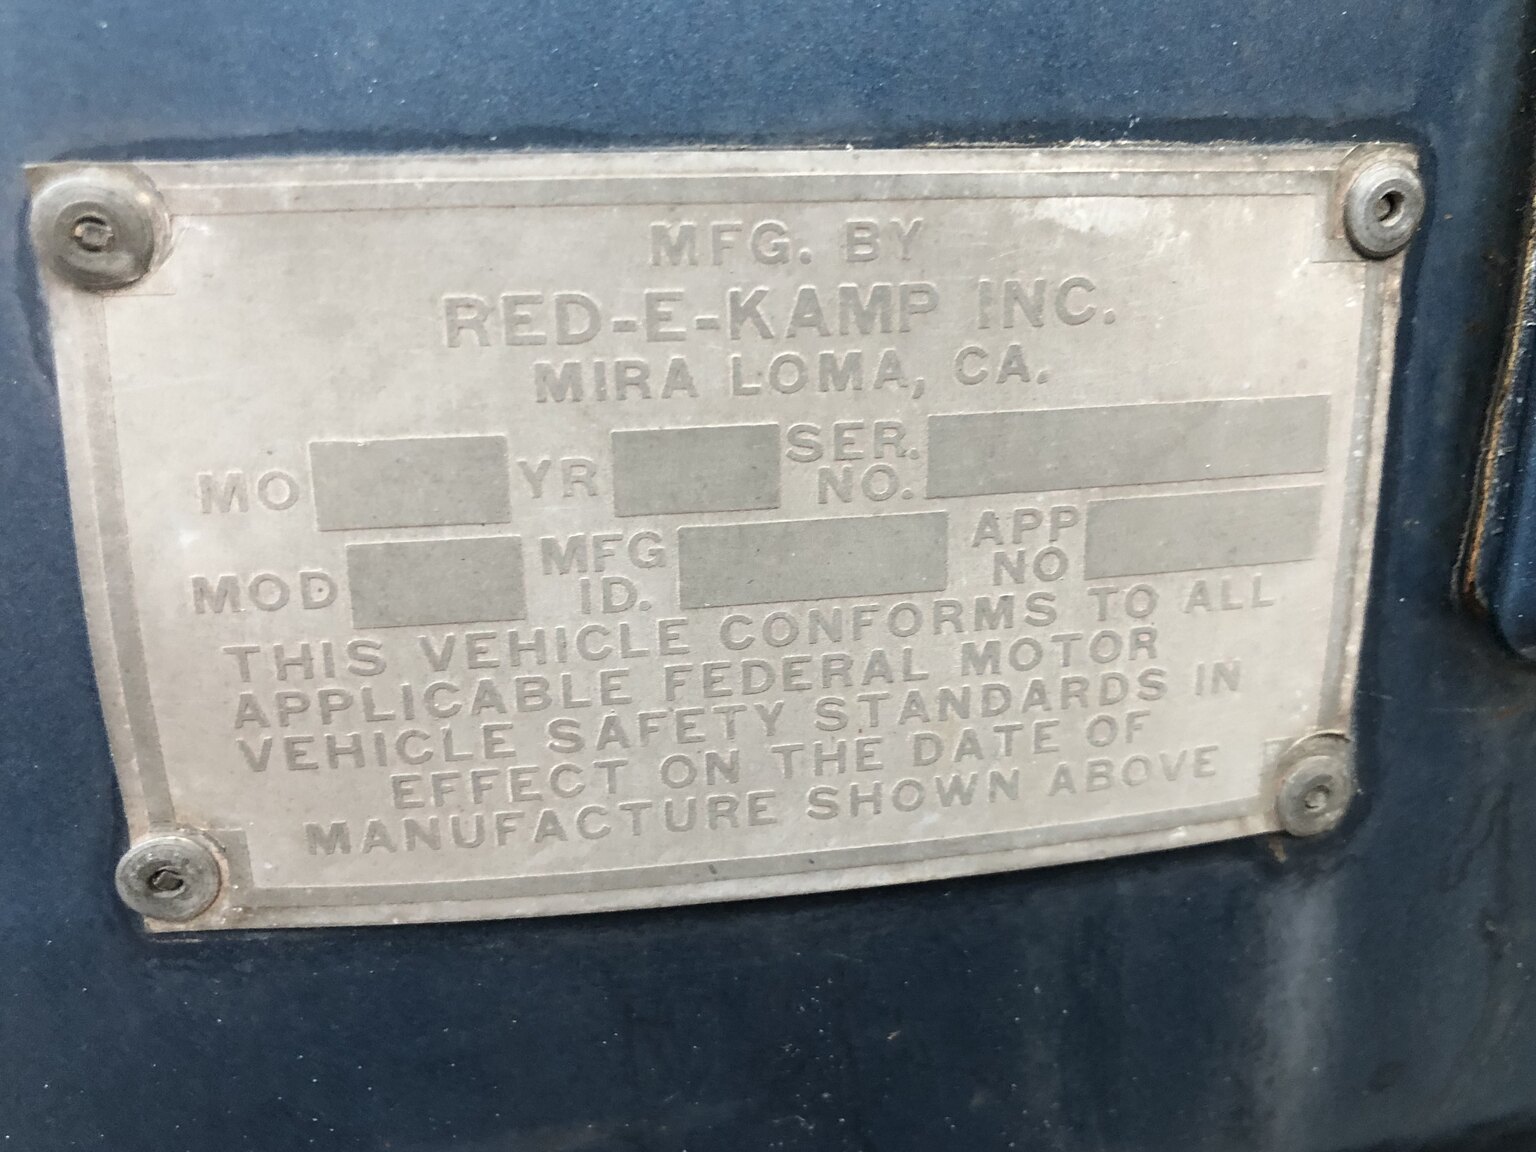 MFG. BY
RED-E-KAMP INC.
MIRA LOMA, CA.
MO YR SER. NO.
MOD MFG ID. APP NO
THIS VEHICLE CONFORMS TO ALL
APPLICABLE FEDERAL MOTOR
VEHICLE SAFETY STANDARDS IN
EFFECT ON THE DATE OF
MANUFACTURE SHOWN ABOVE